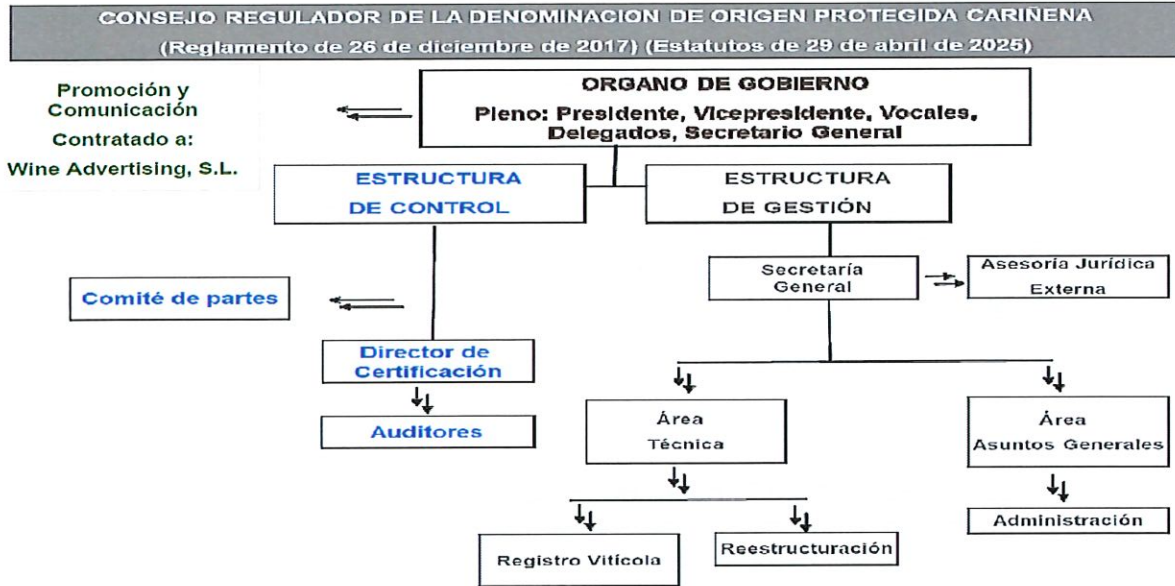 CONSEJO REGULADOR DE LA DENOMINACION DE ORIGEN PROTEGIDA CARIÑENA
(Reglamento de 26 de diciembre de 2017) (Estatutos de 29 de abril de 2025)
Promoción y
Comunicación
Contratado a:
Wine Advertising, S.L.
ORGANO DE GOBIERNO
Pleno: Presidente, Vicepresidente, Vocales,
Delegados, Secretario General
ESTRUCTURA
DE CONTROL
ESTRUCTURA
DE GESTIÓN
Secretaría
General
Asesoría Jurídica
Externa
Comité de partes
Director de
Certificación
Auditores
Área
Técnica
Área
Asuntos Generales
Registro Vitícola
Reestructuración
Administración